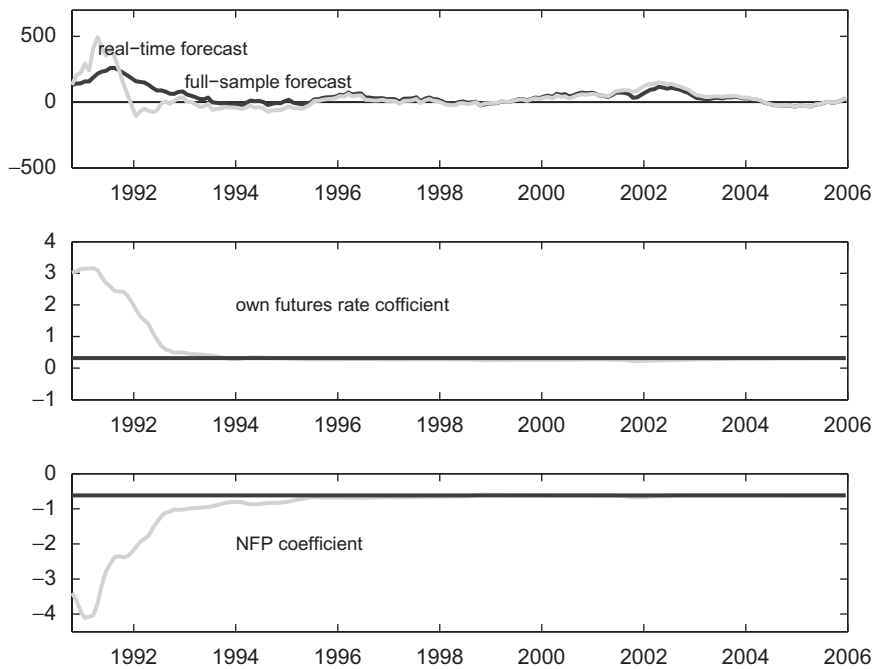 500
real−time forecast
full−sample forecast
0
−500
1992 1994 1996 1998 2000 2002 2004 2006
4
3
2
own futures rate cofficient
1
0
−1
1992 1994 1996 1998 2000 2002 2004 2006
0
−1
−2
NFP coefficient
−3
−4
1992 1994 1996 1998 2000 2002 2004 2006